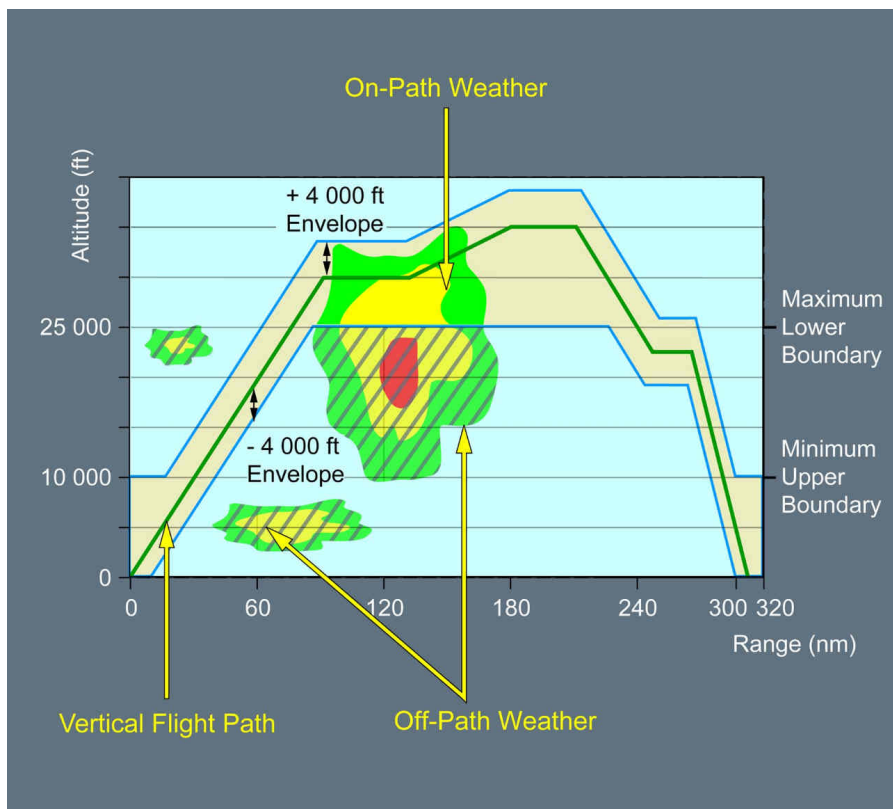 On-Path Weather
Altitude (ft)
+ 4 000 ft
Envelope
25 000
Maximum
Lower
Boundary
- 4 000 ft
Envelope
10 000
Minimum
Upper
Boundary
0
0
60
120
180
240
300
320
Range (nm)
Vertical Flight Path
Off-Path Weather